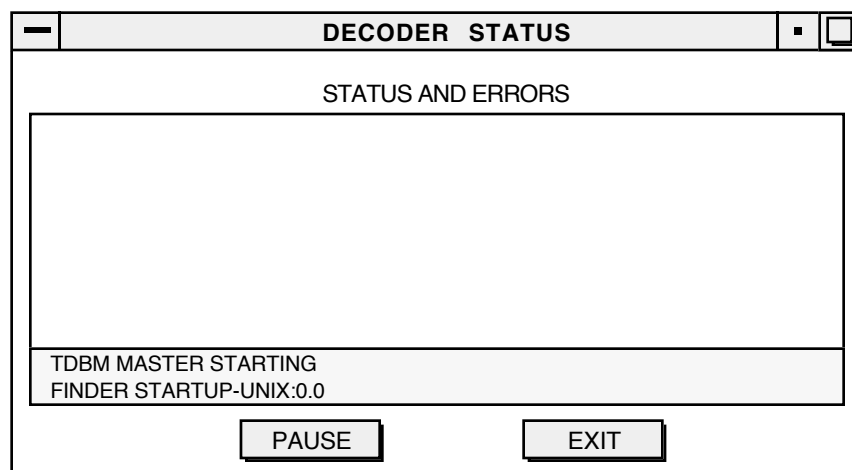 DECODER STATUS
STATUS AND ERRORS
TDBM MASTER STARTING
FINDER STARTUP-UNIX:0.0
PAUSE EXIT